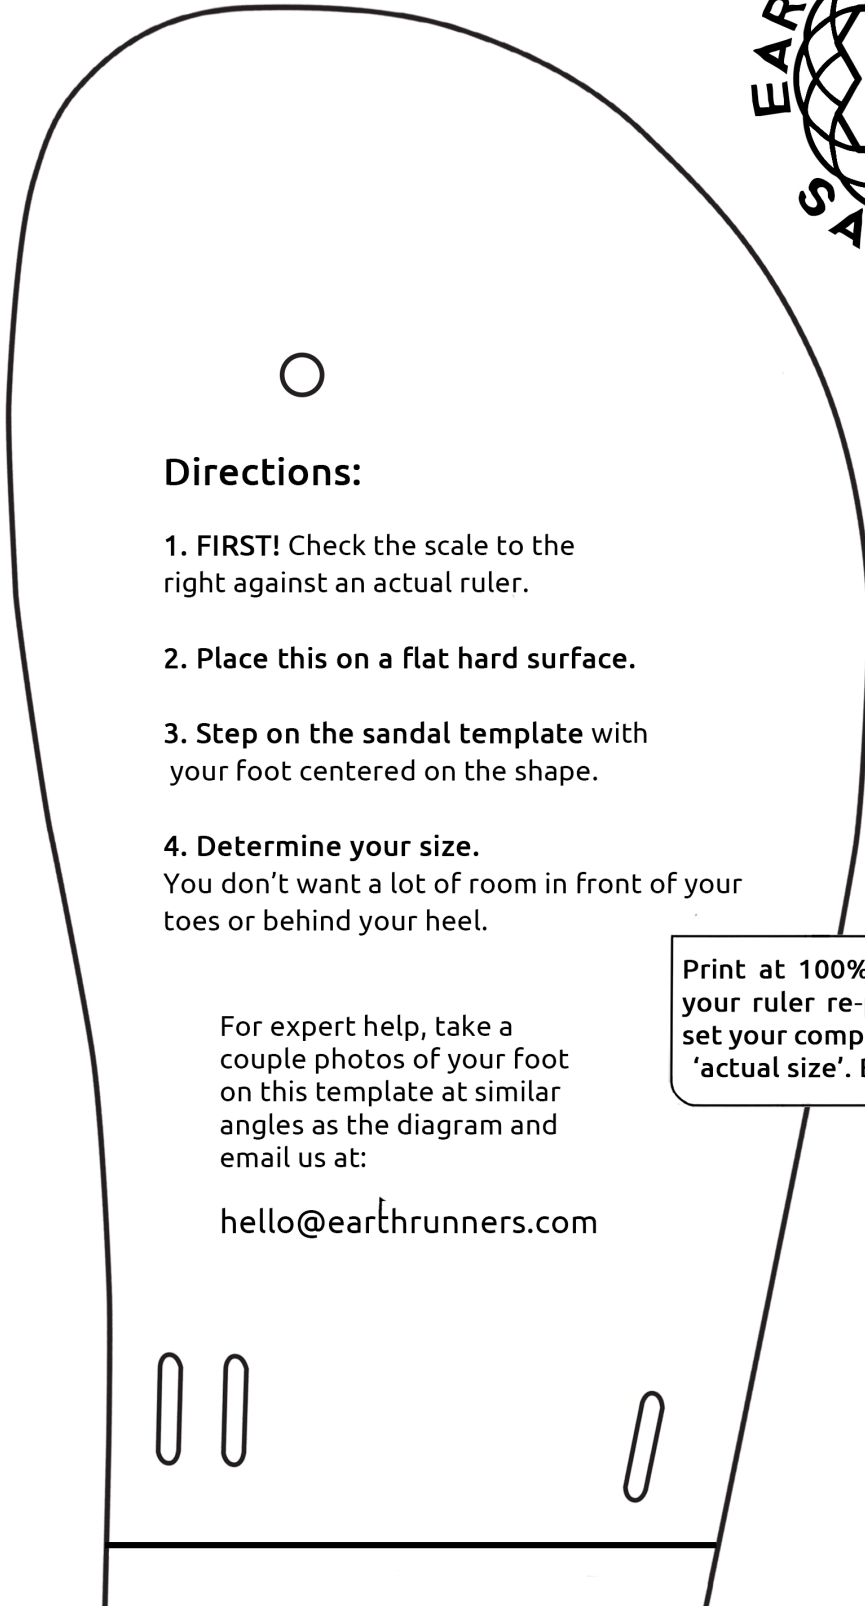 EAR
SA
Directions:
1. FIRST! Check the scale to the
right against an actual ruler.
2. Place this on a flat hard surface.
3. Step on the sandal template with
your foot centered on the shape.
4. Determine your size.
You don’t want a lot of room in front of your
toes or behind your heel.
Print at 100%
your ruler re-
set your comp
‘actual size’.
For expert help, take a
couple photos of your foot
on this template at similar
angles as the diagram and
email us at:
hello@earthrunners.com